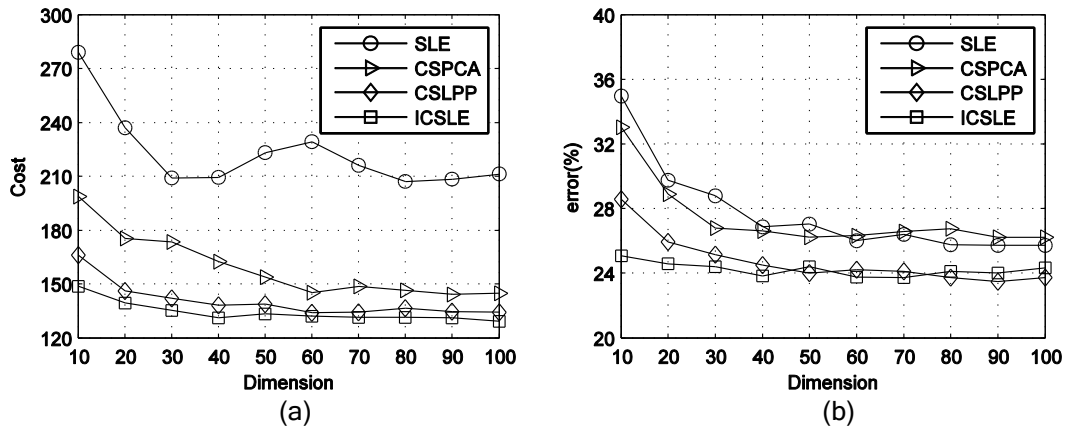 300
270
240
210
180
150
120
Cost
10 20 30 40 50 60 70 80 90 100
Dimension
SLE
CSPCA
CSLPP
ICSLE
(a)
40
36
32
28
24
20
error(%)
10 20 30 40 50 60 70 80 90 100
Dimension
SLE
CSPCA
CSLPP
ICSLE
(b)